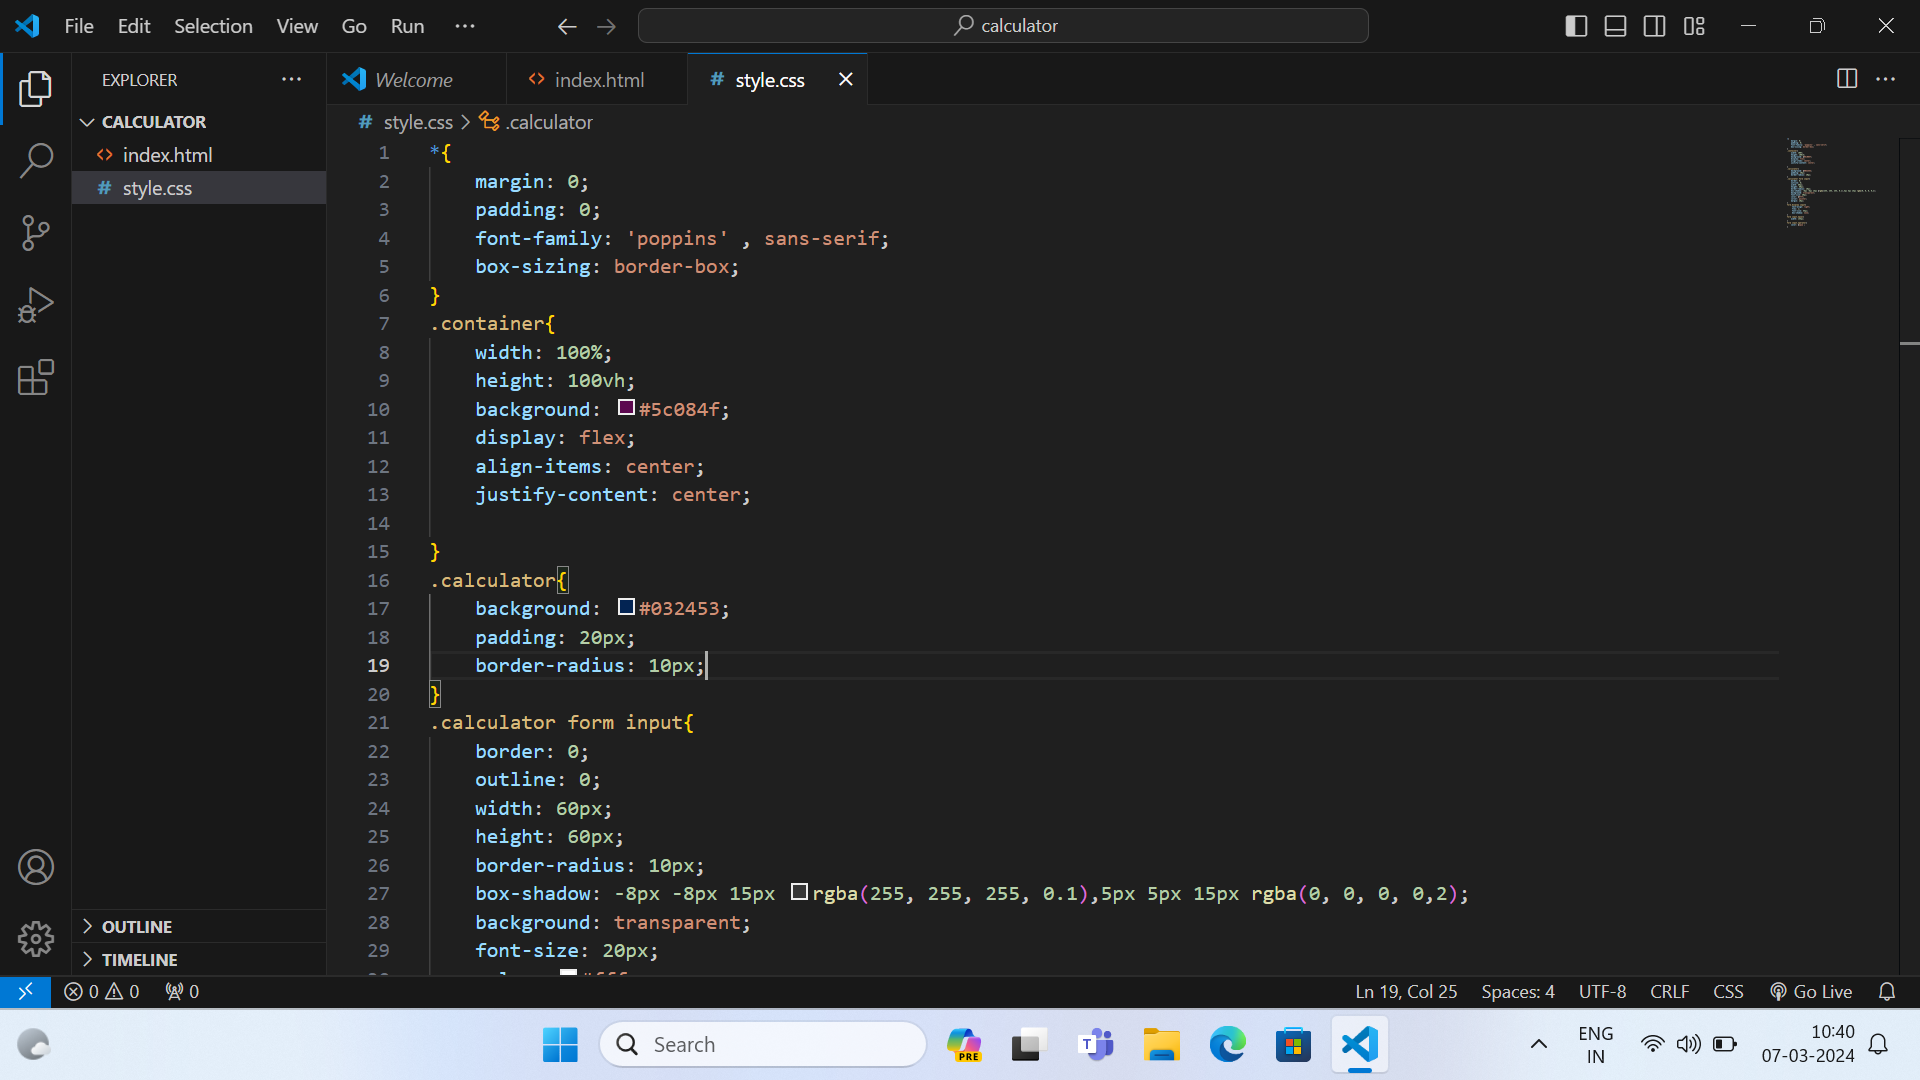 File Edit Selection View Go Run ···
calculator
EXPLORER ···
CALCULATOR
index.html
style.css
OUTLINE
TIMELINE
Welcome
index.html
# style.css
# style.css > .calculator
1 *{
2 margin: 0;
3 padding: 0;
4 font-family: 'poppins' , sans-serif;
5 box-sizing: border-box;
6 }
7 .container{
8 width: 100%;
9 height: 100vh;
10 background: #5c084f;
11 display: flex;
12 align-items: center;
13 justify-content: center;
14
15 }
16 .calculator{
17 background: #032453;
18 padding: 20px;
19 border-radius: 10px;
20 }
21 .calculator form input{
22 border: 0;
23 outline: 0;
24 width: 60px;
25 height: 60px;
26 border-radius: 10px;
27 box-shadow: -8px -8px 15px rgba(255, 255, 255, 0.1),5px 5px 15px rgba(0, 0, 0, 0,2);
28 background: transparent;
29 font-size: 20px;
0 0 0
Ln 19, Col 25 Spaces: 4 UTF-8 CRLF CSS Go Live
Search
PRE
ENG
IN
10:40
07-03-2024